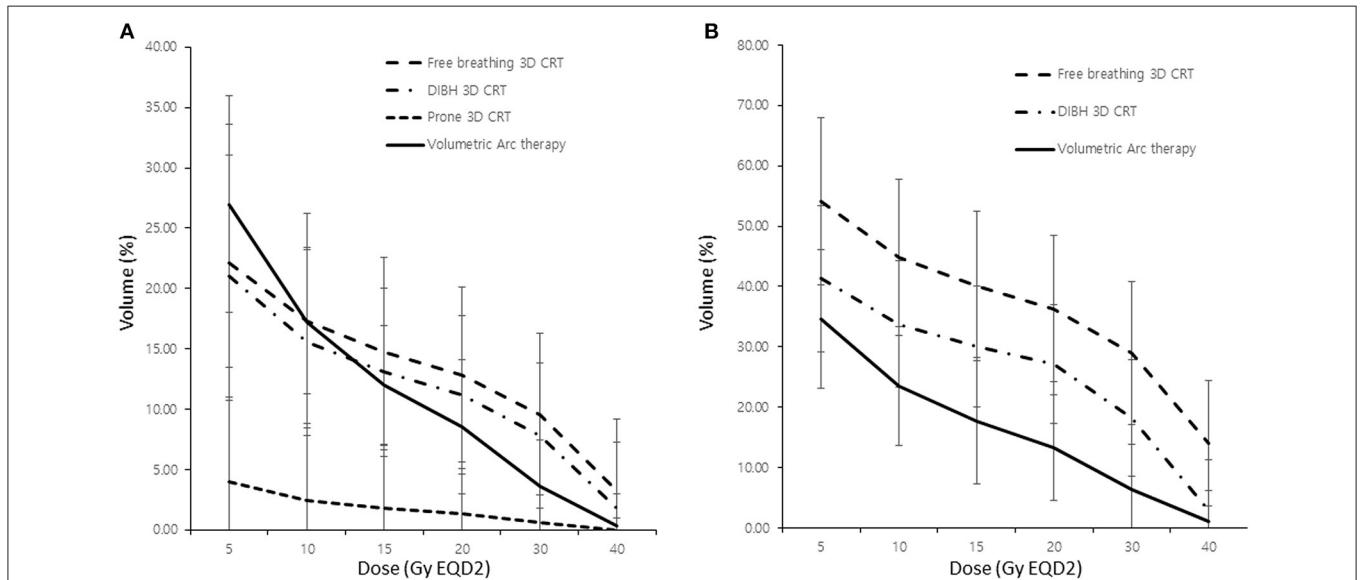 A
40.00
35.00
30.00
25.00
20.00
15.00
10.00
5.00
0.00
Volume (%)
Free breathing 3D CRT
DIBH 3D CRT
Prone 3D CRT
Volumetric Arc therapy
5 10 15 20 30 40
Dose (Gy EQD2)
B
80.00
70.00
60.00
50.00
40.00
30.00
20.00
10.00
0.00
Volume (%)
Free breathing 3D CRT
DIBH 3D CRT
Volumetric Arc therapy
5 10 15 20 30 40
Dose (Gy EQD2)